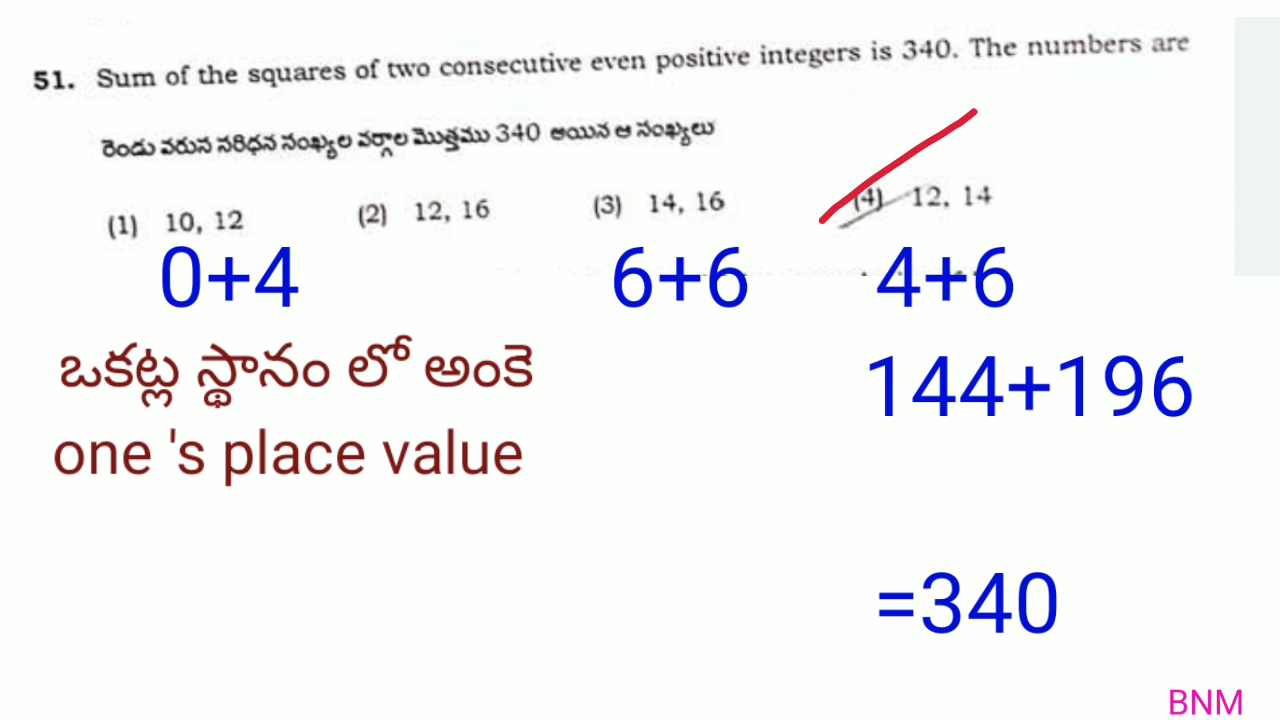 51. Sum of the squares of two consecutive even positive integers is 340. The numbers are
రెండు వరుస సరిధన సంఖ్యల వర్గాల మొత్తము 340 అయిన ఆ సంఖ్యలు
(1) 10, 12 (2) 12, 16 (3) 14, 16 (4) 12, 14
0+4 6+6 4+6
ఒకట్ల స్థానం లో అంకె
144+196
one 's place value
=340
BNM